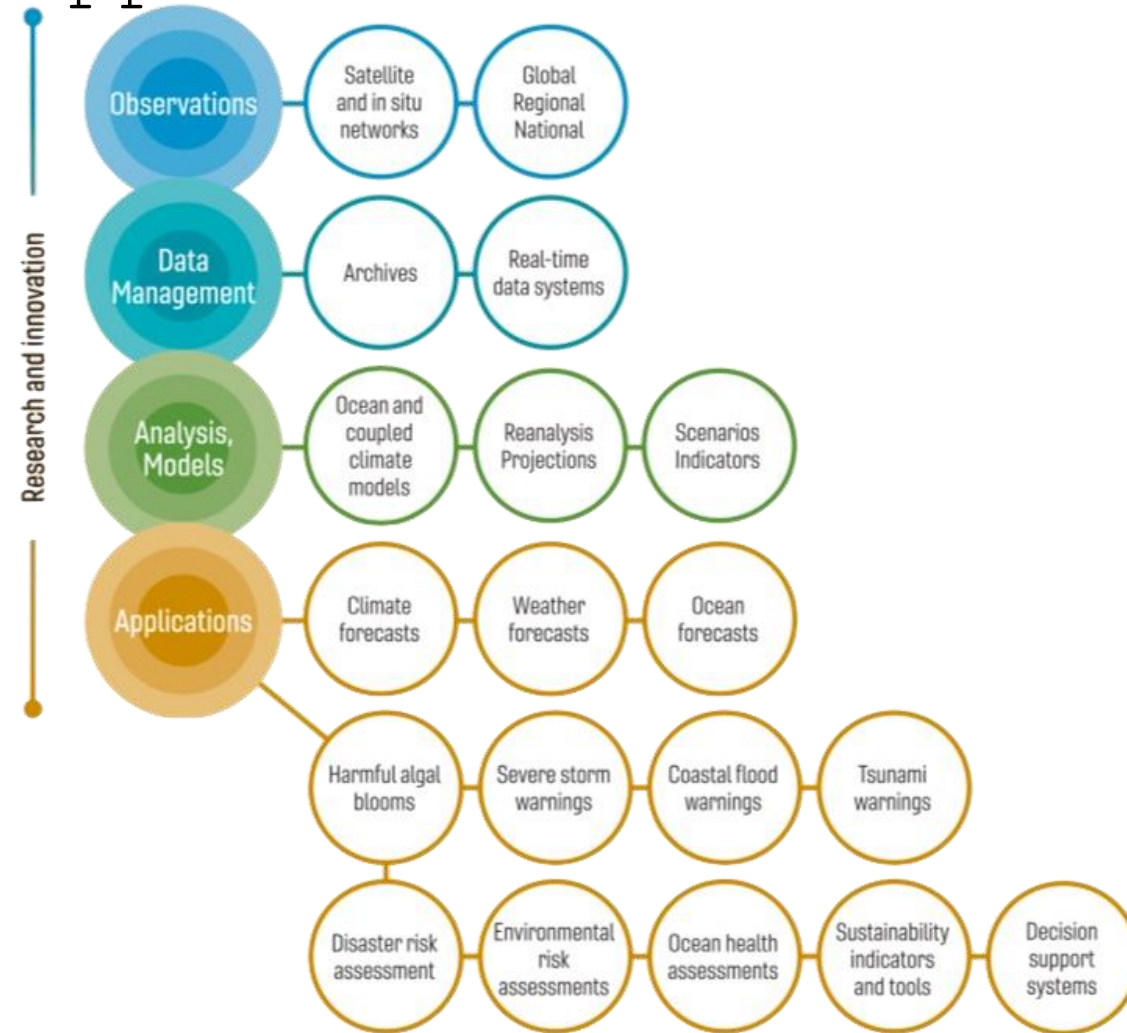 Observations
Satellite
and in situ
networks
Global
Regional
National
Research and innovation
Data
Management
Archives
Real-time
data systems
Analysis,
Models
Ocean and
coupled
climate
models
Reanalysis
Projections
Scenarios
Indicators
Applications
Climate
forecasts
Weather
forecasts
Ocean
forecasts
Harmful algal
blooms
Severe storm
warnings
Coastal flood
warnings
Tsunami
warnings
Disaster risk
assessment
Environmental
risk
assessments
Ocean health
assessments
Sustainability
indicators
and tools
Decision
support
systems